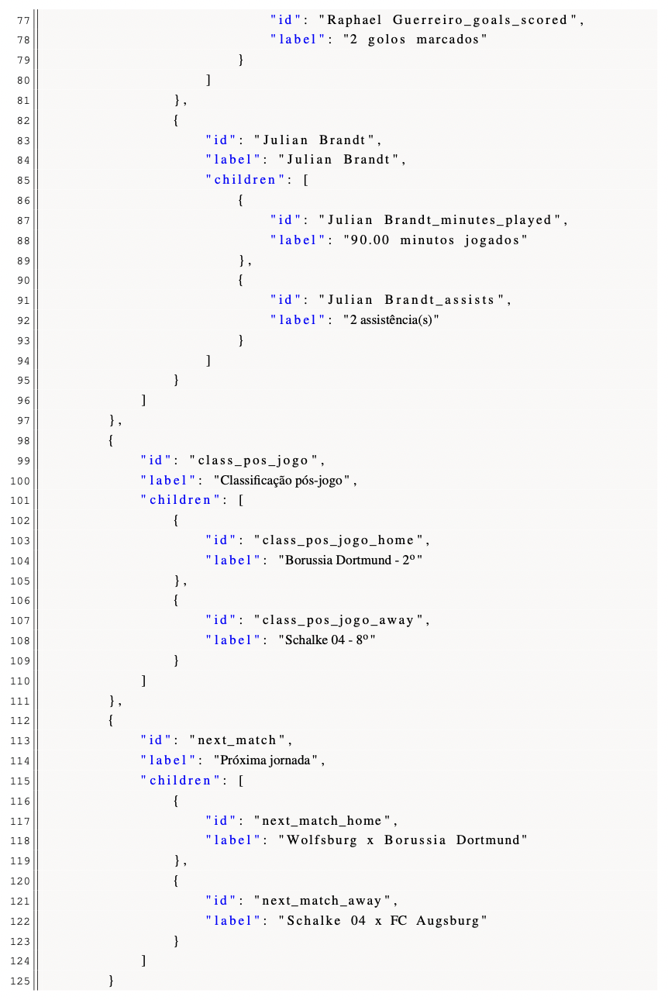 77 "id": "Raphael Guerreiro_goals_scored",
78 "label": "2 golos marcados"
79 }
80 ]
81 },
82 {
83 "id": "Julian Brandt",
84 "label": "Julian Brandt",
85 "children": [
86 {
87 "id": "Julian Brandt_minutes_played",
88 "label": "90.00 minutos jogados"
89 },
90 {
91 "id": "Julian Brandt_assists",
92 "label": "2 assistência(s)"
93 }
94 ]
95 }
96 ]
97 },
98 {
99 "id": "class_pos_jogo",
100 "label": "Classificação pós-jogo",
101 "children": [
102 {
103 "id": "class_pos_jogo_home",
104 "label": "Borussia Dortmund - 2º"
105 },
106 {
107 "id": "class_pos_jogo_away",
108 "label": "Schalke 04 - 8º"
109 }
110 ]
111 },
112 {
113 "id": "next_match",
114 "label": "Próxima jornada",
115 "children": [
116 {
117 "id": "next_match_home",
118 "label": "Wolfsburg x Borussia Dortmund"
119 },
120 {
121 "id": "next_match_away",
122 "label": "Schalke 04 x FC Augsburg"
123 }
124 ]
125 }